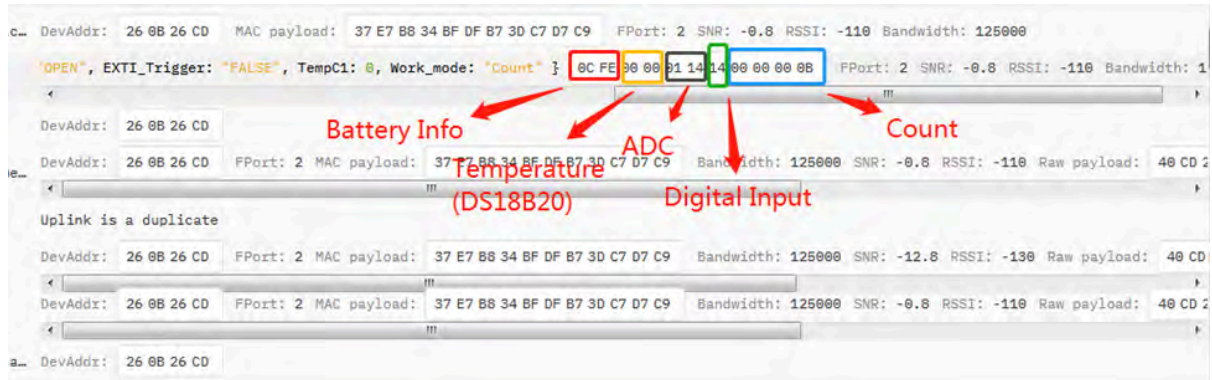 c… DevAddr: 26 0B 26 CD MAC payload: 37 E7 B8 34 BF DF B7 3D C7 D7 C9 FPort: 2 SNR: -0.8 RSSI: -110 Bandwidth: 125000
"OPEN", EXTI_Trigger: "FALSE", TempC1: 0, Work_mode: "Count" } 0C FE 00 00 01 14 14 00 00 00 0B FPort: 2 SNR: -0.8 RSSI: -110 Bandwidth: 1
DevAddr: 26 0B 26 CD
Battery Info
ADC
Count
DevAddr: 26 0B 26 CD FPort: 2 MAC payload: 37 E7 B8 34 BF DF B7 3D C7 D7 C9 Bandwidth: 125000 SNR: -0.8 RSSI: -110 Raw payload: 40 CD 2
Temperature
(DS18B20)
Digital Input
Uplink is a duplicate
DevAddr: 26 0B 26 CD FPort: 2 MAC payload: 37 E7 B8 34 BF DF B7 3D C7 D7 C9 Bandwidth: 125000 SNR: -12.8 RSSI: -130 Raw payload: 40 CD
DevAddr: 26 0B 26 CD FPort: 2 MAC payload: 37 E7 B8 34 BF DF B7 3D C7 D7 C9 Bandwidth: 125000 SNR: -0.8 RSSI: -110 Raw payload: 40 CD 2
a… DevAddr: 26 0B 26 CD